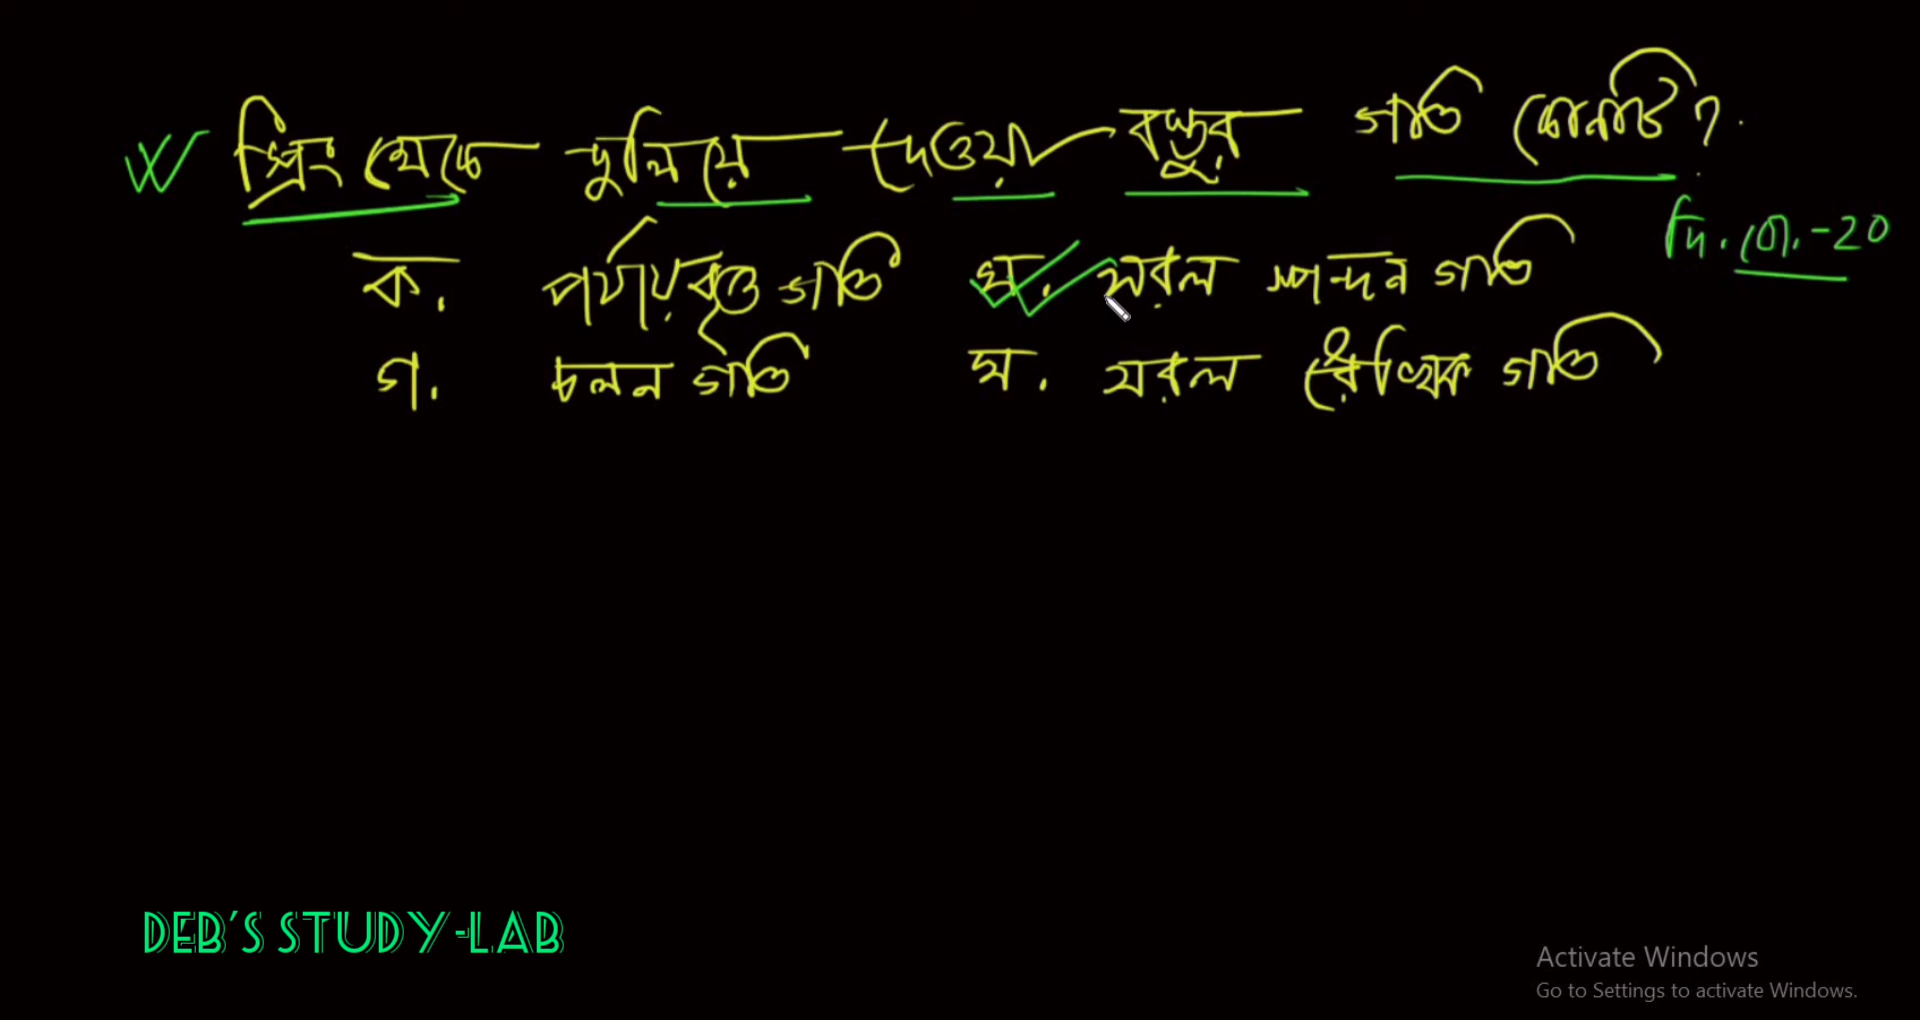 স্প্রিং থেকে দুলিয়ে দেওয়া বস্তুর গতি কোনটি?
দি. বো. -20
ক. পর্যায়বৃত্ত গতি খ. সরল স্পন্দন গতি
গ. চলন গতি ঘ. সরল রৈখিক গতি
DEB'S STUDY-LAB
Activate Windows
Go to Settings to activate Windows.